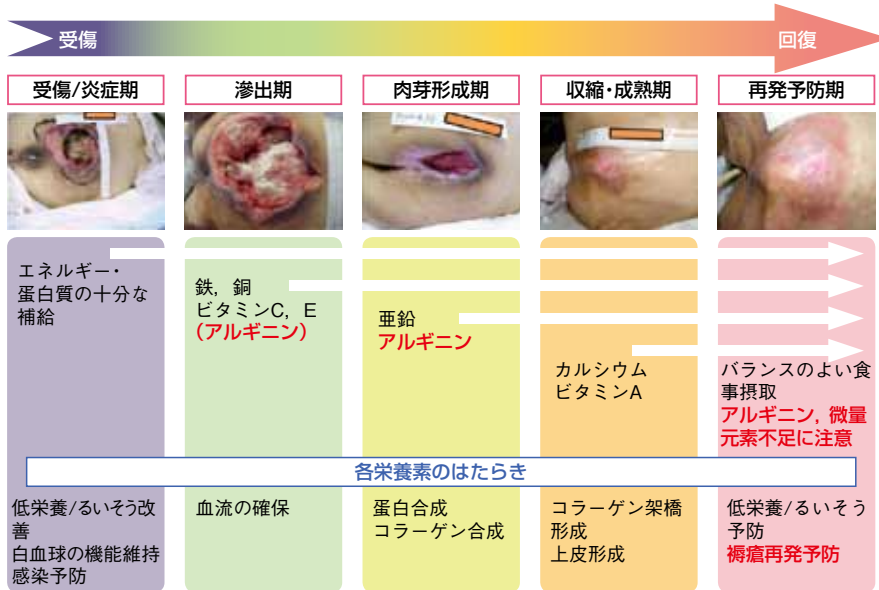 受傷
回復
受傷/炎症期
滲出期
肉芽形成期
収縮・成熟期
再発予防期
エネルギー・
蛋白質の十分な
補給
鉄，銅
ビタミンC，E
（アルギニン）
亜鉛
アルギニン
カルシウム
ビタミンA
バランスのよい食
事摂取
アルギニン，微量
元素不足に注意
各栄養素のはたらき
低栄養/るいそう改
善
白血球の機能維持
感染予防
血流の確保
蛋白合成
コラーゲン合成
コラーゲン架橋
形成
上皮形成
低栄養/るいそう
予防
褥瘡再発予防